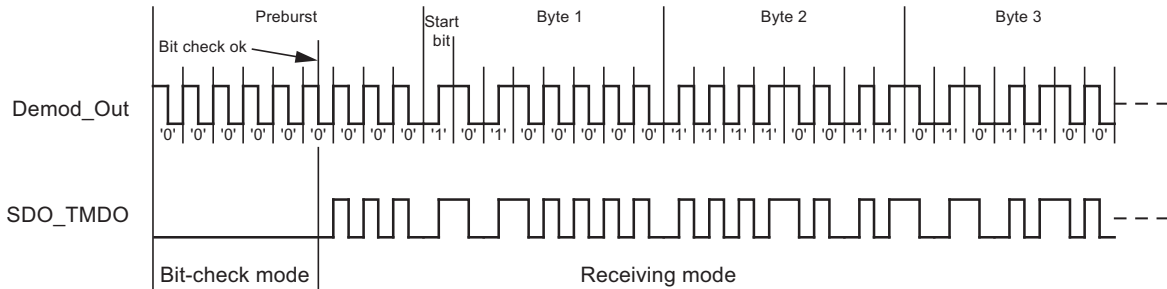 Preburst
Start bit
Byte 1
Byte 2
Byte 3
Bit check ok
Demod_Out
'0' '0' '0' '0' '0' '0' '0' '0' '0' '1' '0' '1' '0' '0' '0' '0' '0' '1' '1' '1' '1' '0' '0' '1' '1' '0' '1' '0' '1' '1' '0' '0'
SDO_TMDO
Bit-check mode
Receiving mode